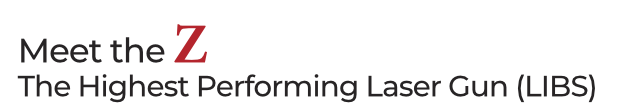 Meet the Z
The Highest Performing Laser Gun (LIBS)